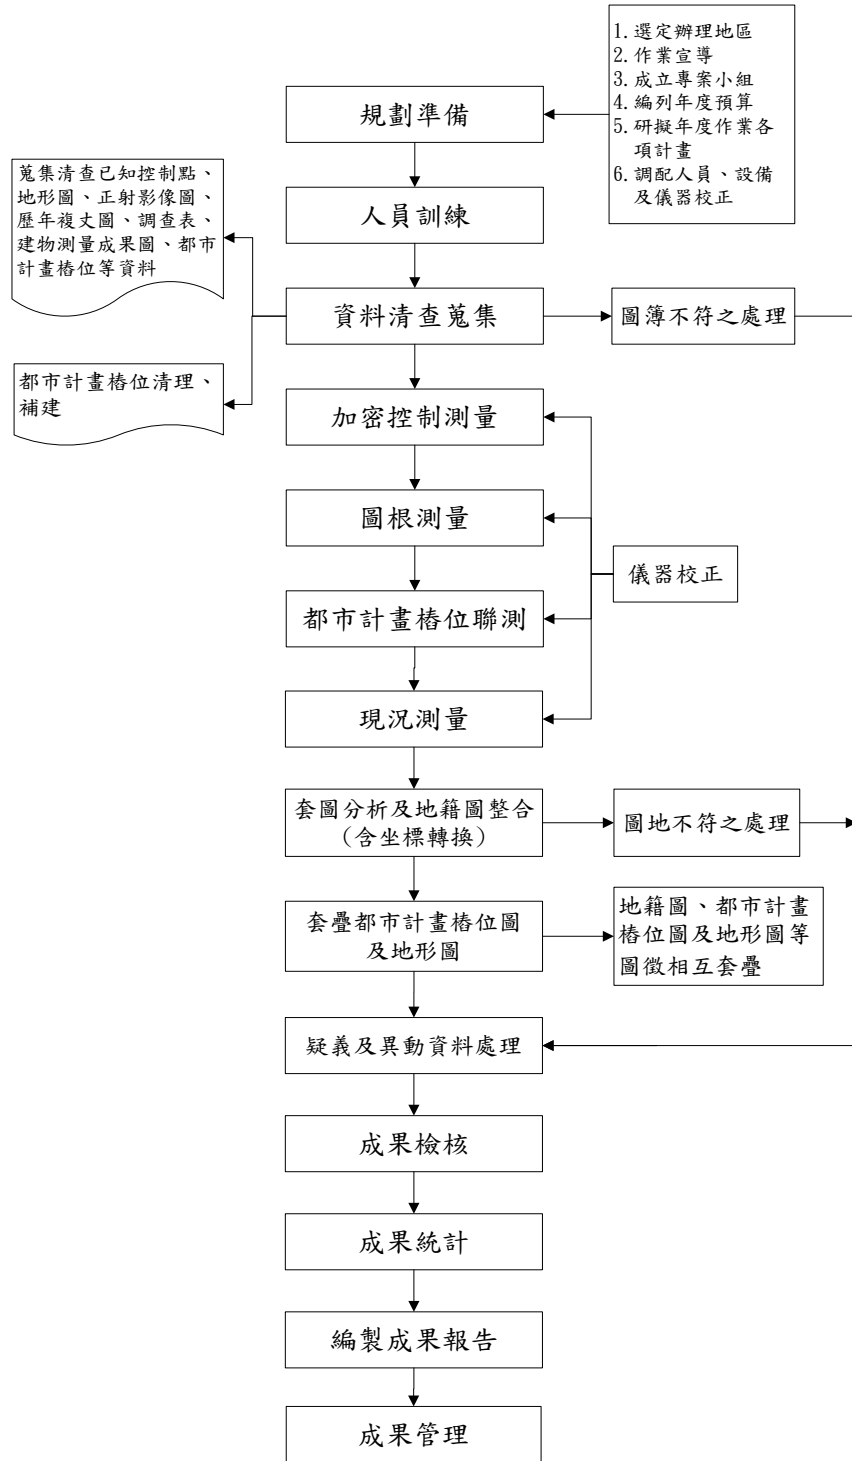 1. 選定辦理地區
2. 作業宣導
3. 成立專案小組
4. 編列年度預算
5. 研擬年度作業各
項計畫
6. 調配人員、設備
及儀器校正
規劃準備
蒐集清查已知控制點、
地形圖、正射影像圖、
歷年複丈圖、調查表、
建物測量成果圖、都市
計畫樁位等資料
人員訓練
資料清查蒐集
圖簿不符之處理
都市計畫樁位清理、
補建
加密控制測量
圖根測量
儀器校正
都市計畫樁位聯測
現況測量
套圖分析及地籍圖整合
（含坐標轉換）
圖地不符之處理
套疊都市計畫樁位圖
及地形圖
地籍圖、都市計畫
樁位圖及地形圖等
圖徵相互套疊
疑義及異動資料處理
成果檢核
成果統計
編製成果報告
成果管理